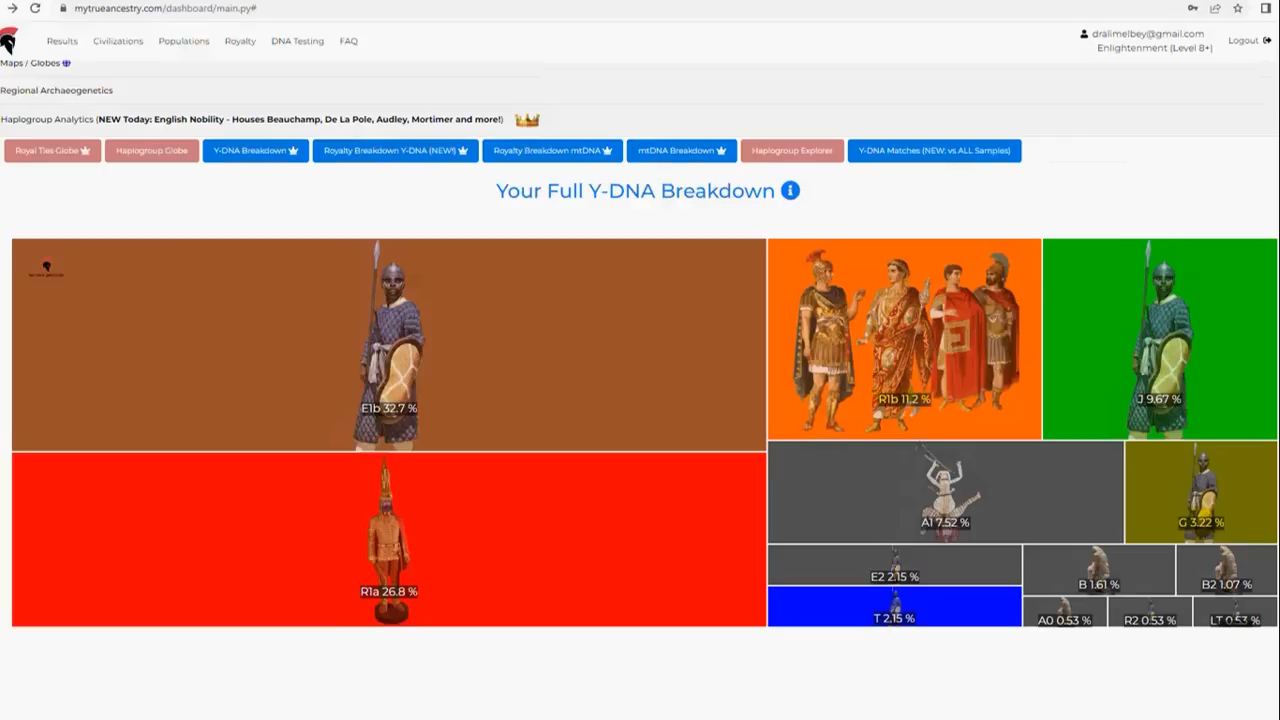 mytrueancestry.com/dashboard/main.py#
Results Civilizations Populations Royalty DNA Testing FAQ
dralimelbey@gmail.com
Enlightenment (Level 8+)
Logout
Maps / Globes
Regional Archaeogenetics
Haplogroup Analytics (NEW Today: English Nobility - Houses Beauchamp, De La Pole, Audley, Mortimer and more!)
Royal Ties Globe Haplogroup Globe Y-DNA Breakdown Royalty Breakdown Y-DNA (NEW!) Royalty Breakdown mtDNA mtDNA Breakdown Haplogroup Explorer Y-DNA Matches (NEW: vs ALL Samples)
Your Full Y-DNA Breakdown
E1b 32.7 %
R1b 11.2 %
J 9.67 %
A1 7.52 %
G 3.22 %
R1a 26.8 %
E2 2.15 %
B 1.61 %
B2 1.07 %
T 2.15 %
A0 0.53 %
R2 0.53 %
LT 0.53 %